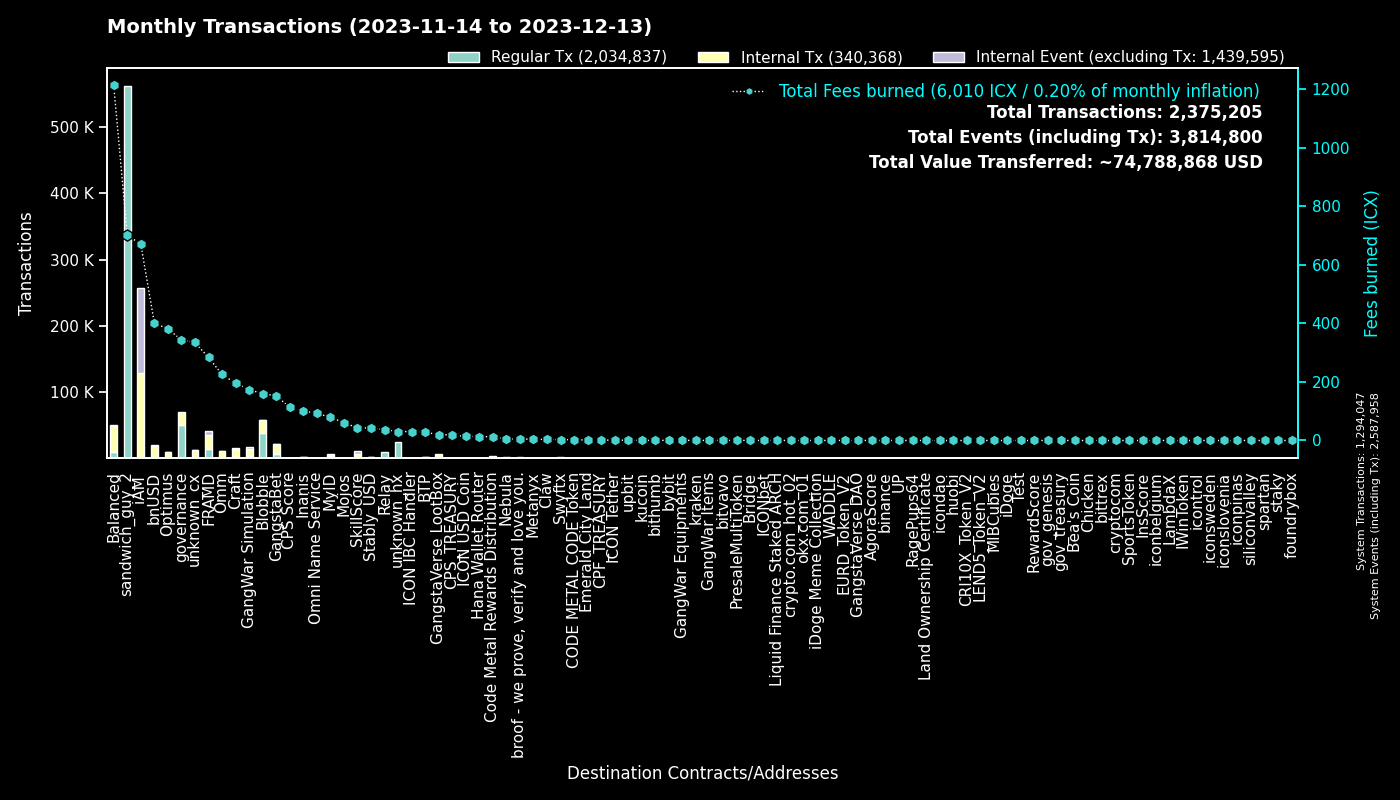 Monthly Transactions (2023-11-14 to 2023-12-13)
Regular Tx (2,034,837)
Internal Tx (340,368)
Internal Event (excluding Tx: 1,439,595)
Total Fees burned (6,010 ICX / 0.20% of monthly inflation)
Total Transactions: 2,375,205
Total Events (including Tx): 3,814,800
Total Value Transferred: ~74,788,868 USD
Transactions
500 K
400 K
300 K
200 K
100 K
1200
1000
800
600
400
200
0
Fees burned (ICX)
System Transactions: 1,294,047
System Events (including Tx): 2,587,958
Balanced
sandwich_guy_2
IAM
bnUSD
Optimus
governance
unknown_cx
FRAMD
Omm
Craft
GangWar Simulation
Blobble
GangstaBet
CPS Score
Inanis
Omni Name Service
MyID
Mojos
SkillScore
Stably_USD
Relay
unknown_hx
ICON IBC Handler
BTP
GangstaVerse LootBox
CPS_TREASURY
ICON USD Coin
Hana Wallet Router
Code Metal Rewards Distribution
Nebula
broof - we prove, verify and love you.
Metanyx
Claw
Swftx
CODE METAL CODE Token
Emerald City Land
CPF_TREASURY
ICON Tether
upbit
kucoin
bithumb
bybit
GangWar Equipments
kraken
GangWar Items
bitvavo
PresaleMultiToken
Bridge
ICONbet
Liquid Finance Staked ARCH
crypto.com_hot_02
okx.com_01
iDoge Meme Collection
WADDLE
EURD_Token_V2
GangstaVerse DAO
AgoraScore
binance
UP
RagePups64
Land Ownership Certificate
icondao
huobi
CRI10X_Token_V2
LENDS_Token_V2
MIBCubine
iDoge
Test
RewardScore
gov_genesis
gov_treasury
Bea's Coin
Chicken
bittrex
cryptocom
SportsToken
InsScore
iconbelgium
LambdaX
IWinToken
icontrol
iconsweden
iconslovenia
iconpinas
siliconvalley
spartan
staky
foundrybox
Destination Contracts/Addresses